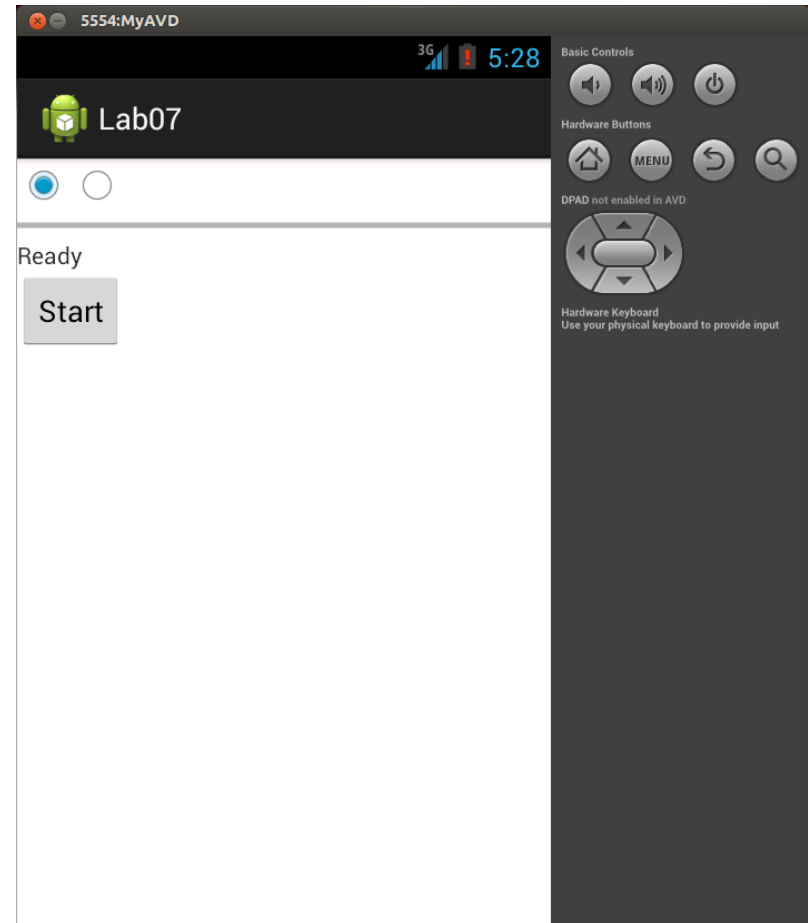 5554:MyAVD
3G 5:28
Lab07
Ready
Start
Basic Controls
Hardware Buttons
MENU
DPAD not enabled in AVD
Hardware Keyboard
Use your physical keyboard to provide input